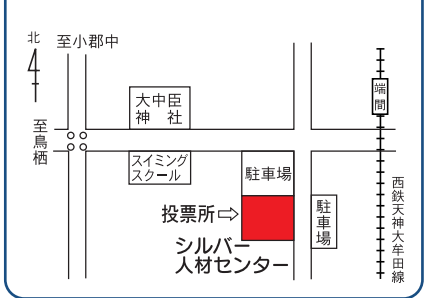 北
至小郡中
至鳥栖
大中臣
神　社
端間
スイミング
スクール
駐車場
投票所
駐車場
シルバー
人材センター
西鉄天神大牟田線